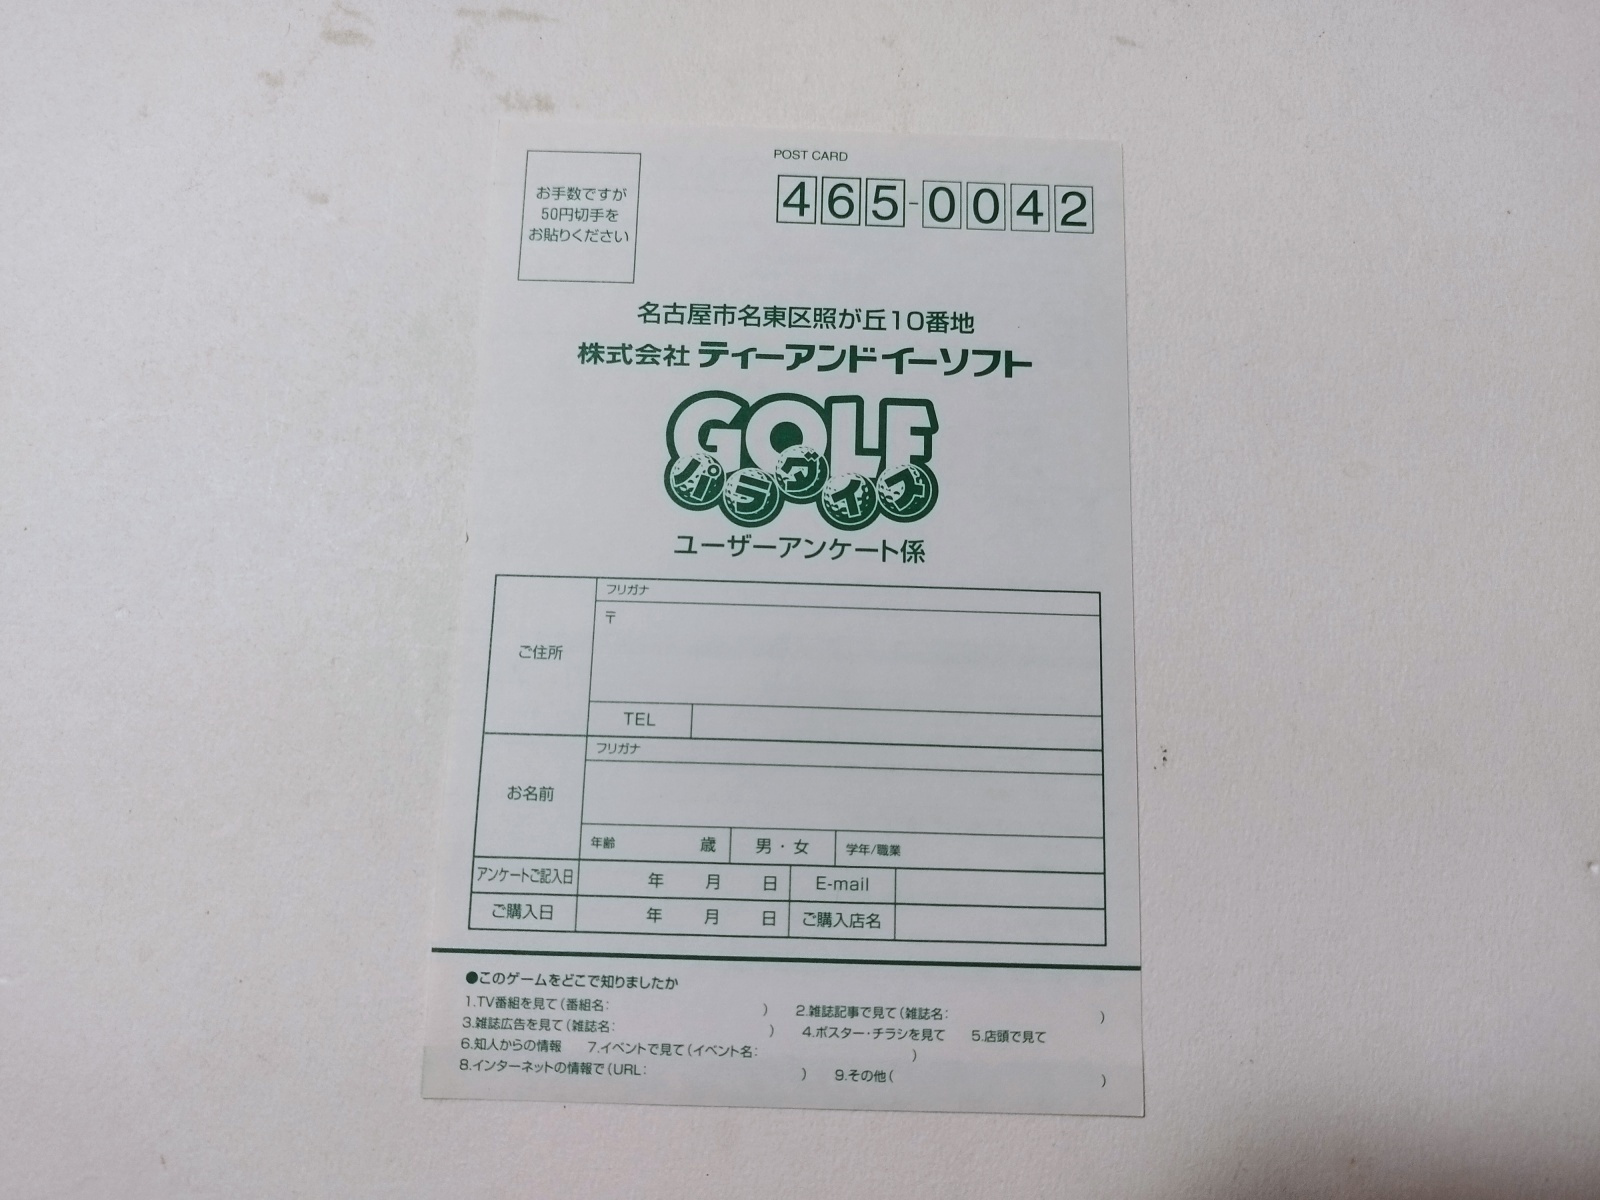 POST CARD
お手数ですが
50円切手を
お貼りください
465-0042
名古屋市名東区照が丘10番地
株式会社 ティーアンドイーソフト
GOLF
パラダイス
ユーザーアンケート係
フリガナ
〒
ご住所
TEL
フリガナ
お名前
年齢 歳 男・女 学年/職業
アンケートご記入日 年 月 日 E-mail
ご購入日 年 月 日 ご購入店名
●このゲームをどこで知りましたか
1.TV番組を見て(番組名: ) 2.雑誌記事で見て(雑誌名: )
3.雑誌広告を見て(雑誌名: ) 4.ポスター・チラシを見て 5.店頭で見て
6.知人からの情報 7.イベントで見て(イベント名: )
8.インターネットの情報で(URL: ) 9.その他( )